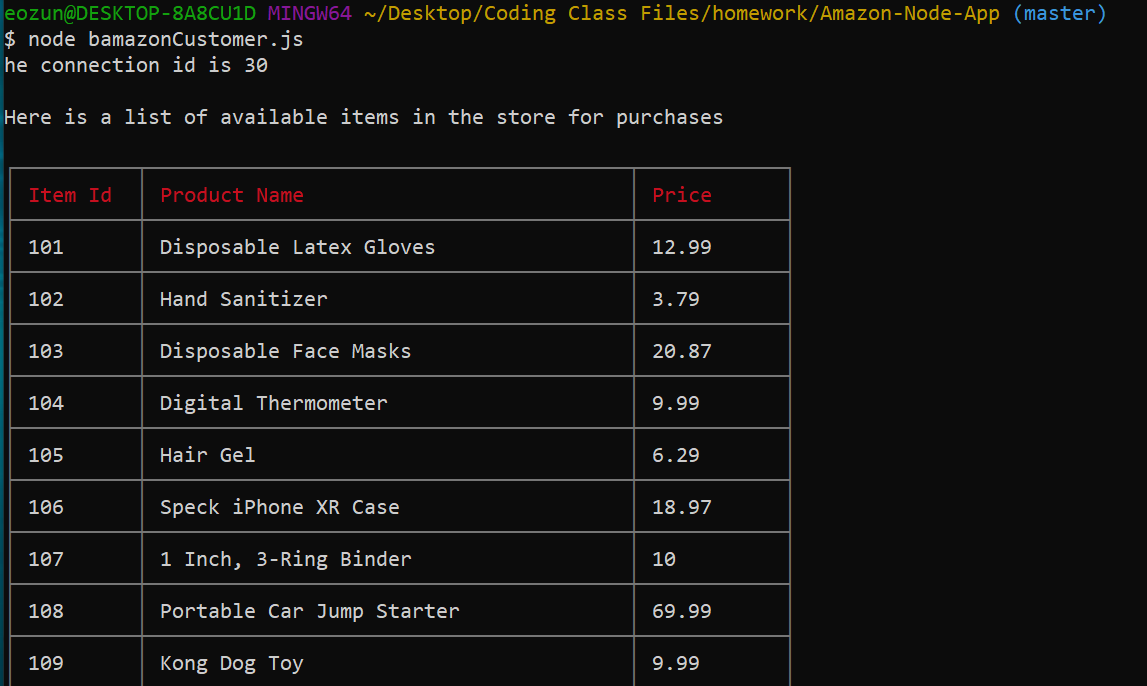 eozun@DESKTOP-8A8CU1D MINGW64 ~/Desktop/Coding Class Files/homework/Amazon-Node-App (master)
$ node bamazonCustomer.js
he connection id is 30
Here is a list of available items in the store for purchases
Item Id Product Name Price
101 Disposable Latex Gloves 12.99
102 Hand Sanitizer 3.79
103 Disposable Face Masks 20.87
104 Digital Thermometer 9.99
105 Hair Gel 6.29
106 Speck iPhone XR Case 18.97
107 1 Inch, 3-Ring Binder 10
108 Portable Car Jump Starter 69.99
109 Kong Dog Toy 9.99